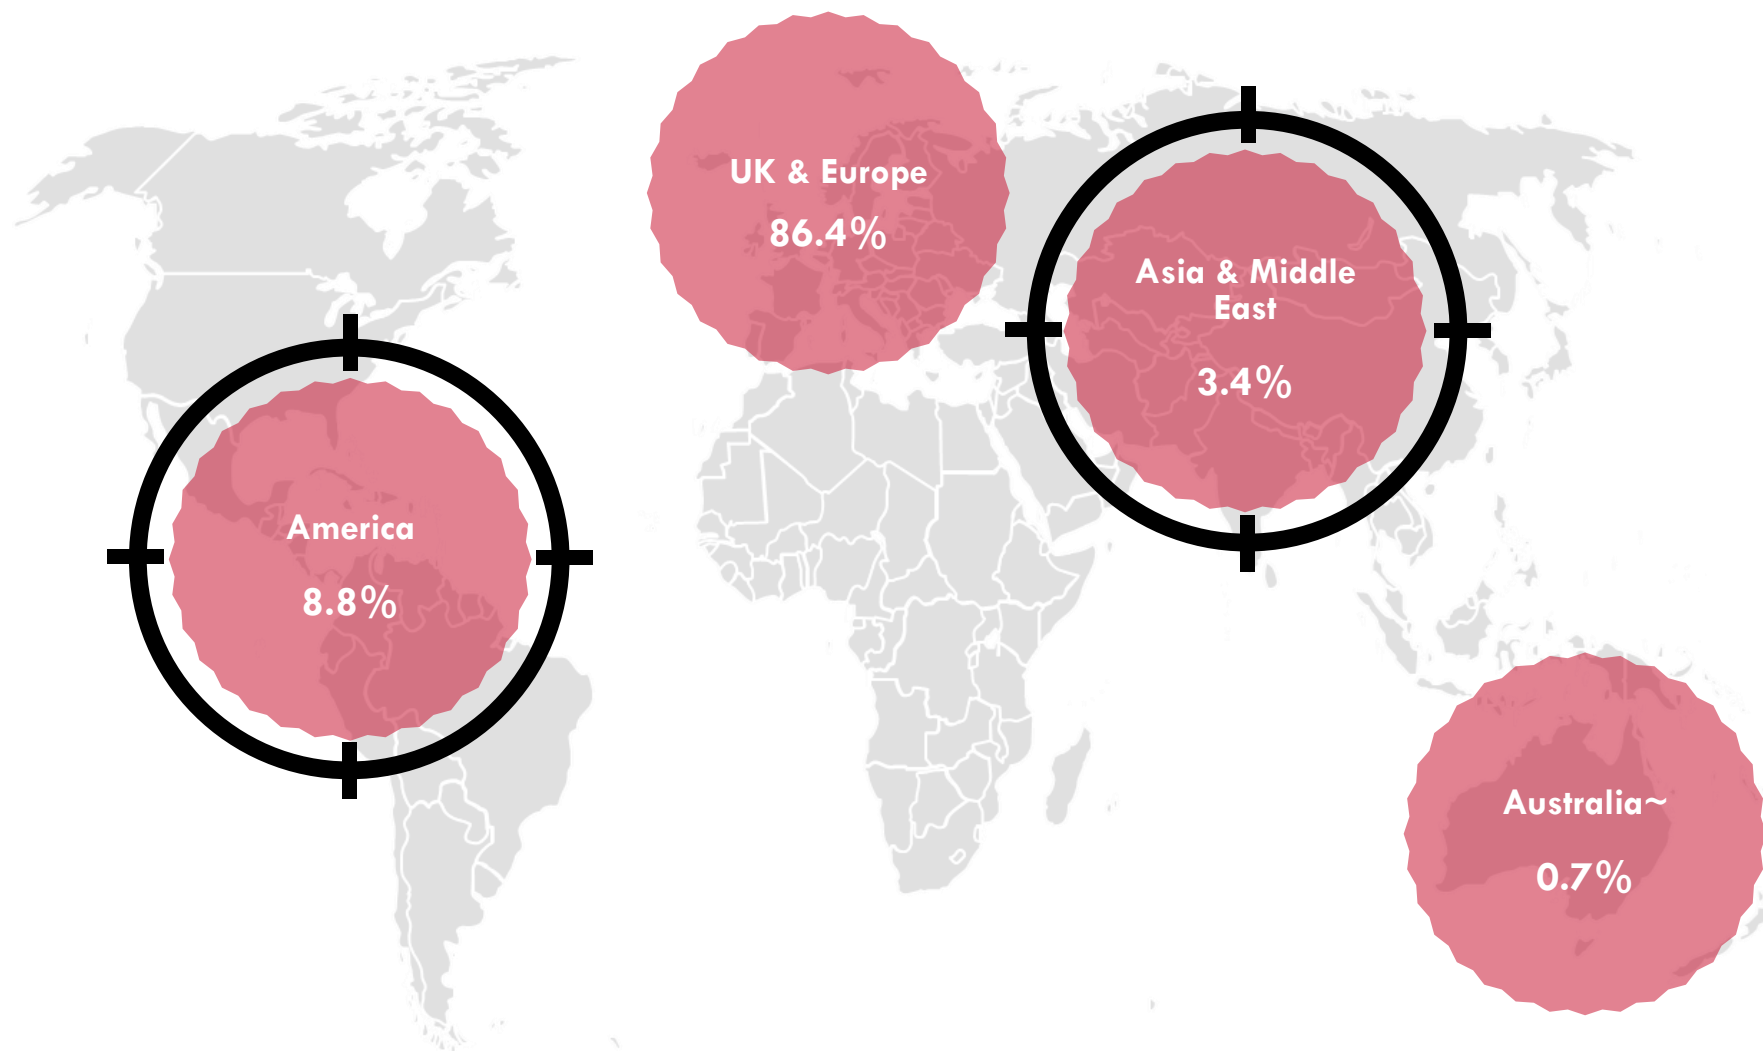 UK & Europe
86.4%
Asia & Middle
East
3.4%
America
8.8%
Australia~
0.7%